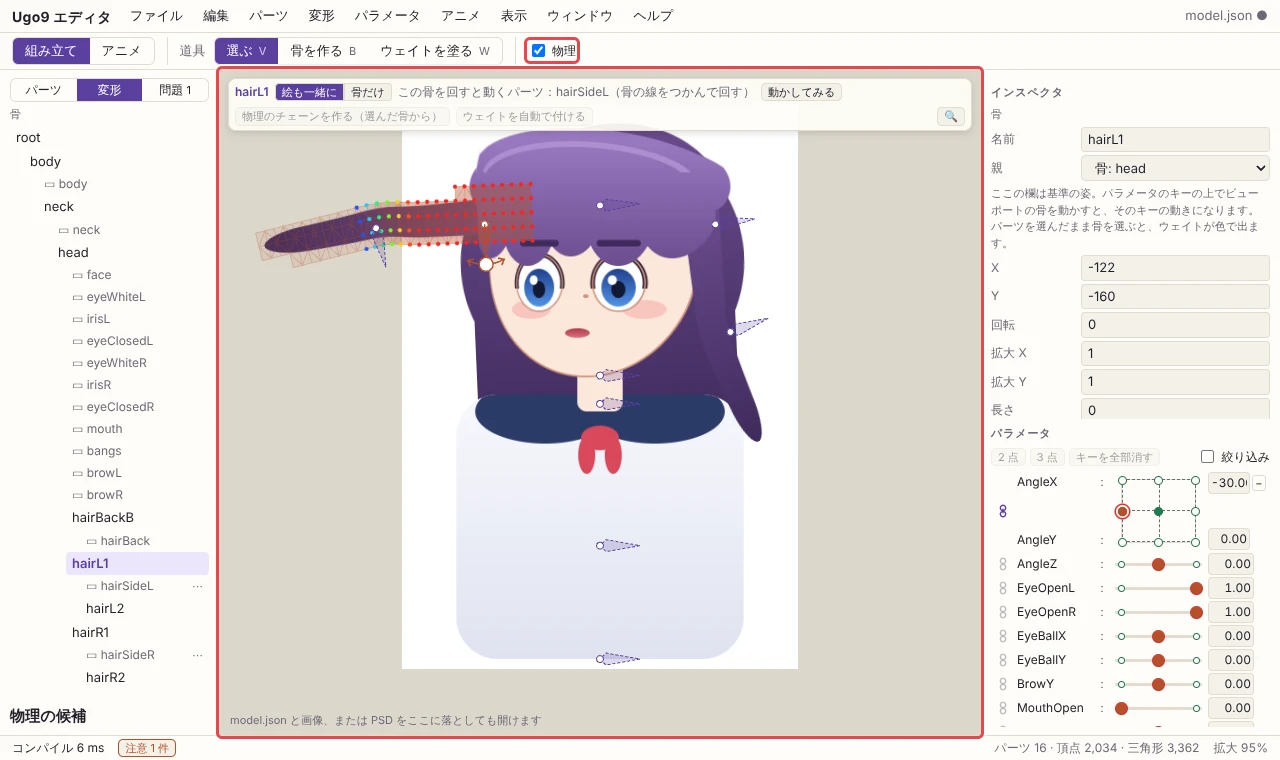 Ugo9 エディタ ファイル 編集 パーツ 変形 パラメータ アニメ 表示 ウィンドウ ヘルプ model.json
組み立て アニメ 道具 選ぶ V 骨を作る B ウェイトを塗る W 物理
パーツ 変形 問題 1
骨
root
body
body
neck
neck
head
face
eyeWhiteL
irisL
eyeClosedL
eyeWhiteR
irisR
eyeClosedR
mouth
bangs
browL
browR
hairBackB
hairBack
hairL1
hairSideL ...
hairL2
hairR1
hairSideR ...
hairR2
物理の候補
hairL1 絵も一緒に 骨だけ この骨を回すと動くパーツ：hairSideL（骨の線をつかんで回す） 動かしてみる
物理のチェーンを作る（選んだ骨から） ウェイトを自動で付ける
model.json と画像、または PSD をここに落としても開けます
インスペクタ
骨
名前 hairL1
親 骨: head
ここの欄は基準の姿。パラメータのキーの上でビュー
ポートの骨を動かすと、そのキーの動きになります。
パーツを選んだまま骨を選ぶと、ウェイトが色で出ま
す。
X -122
Y -160
回転 0
拡大 X 1
拡大 Y 1
長さ 0
パラメータ
2 点 3 点 キーを全部消す 絞り込み
AngleX : -30.0 −
AngleY : 0.00
AngleZ : 0.00
EyeOpenL : 1.00
EyeOpenR : 1.00
EyeBallX : 0.00
EyeBallY : 0.00
BrowY : 0.00
MouthOpen : 0.00
コンパイル 6 ms 注意 1 件 パーツ 16 · 頂点 2,034 · 三角形 3,362 拡大 95%